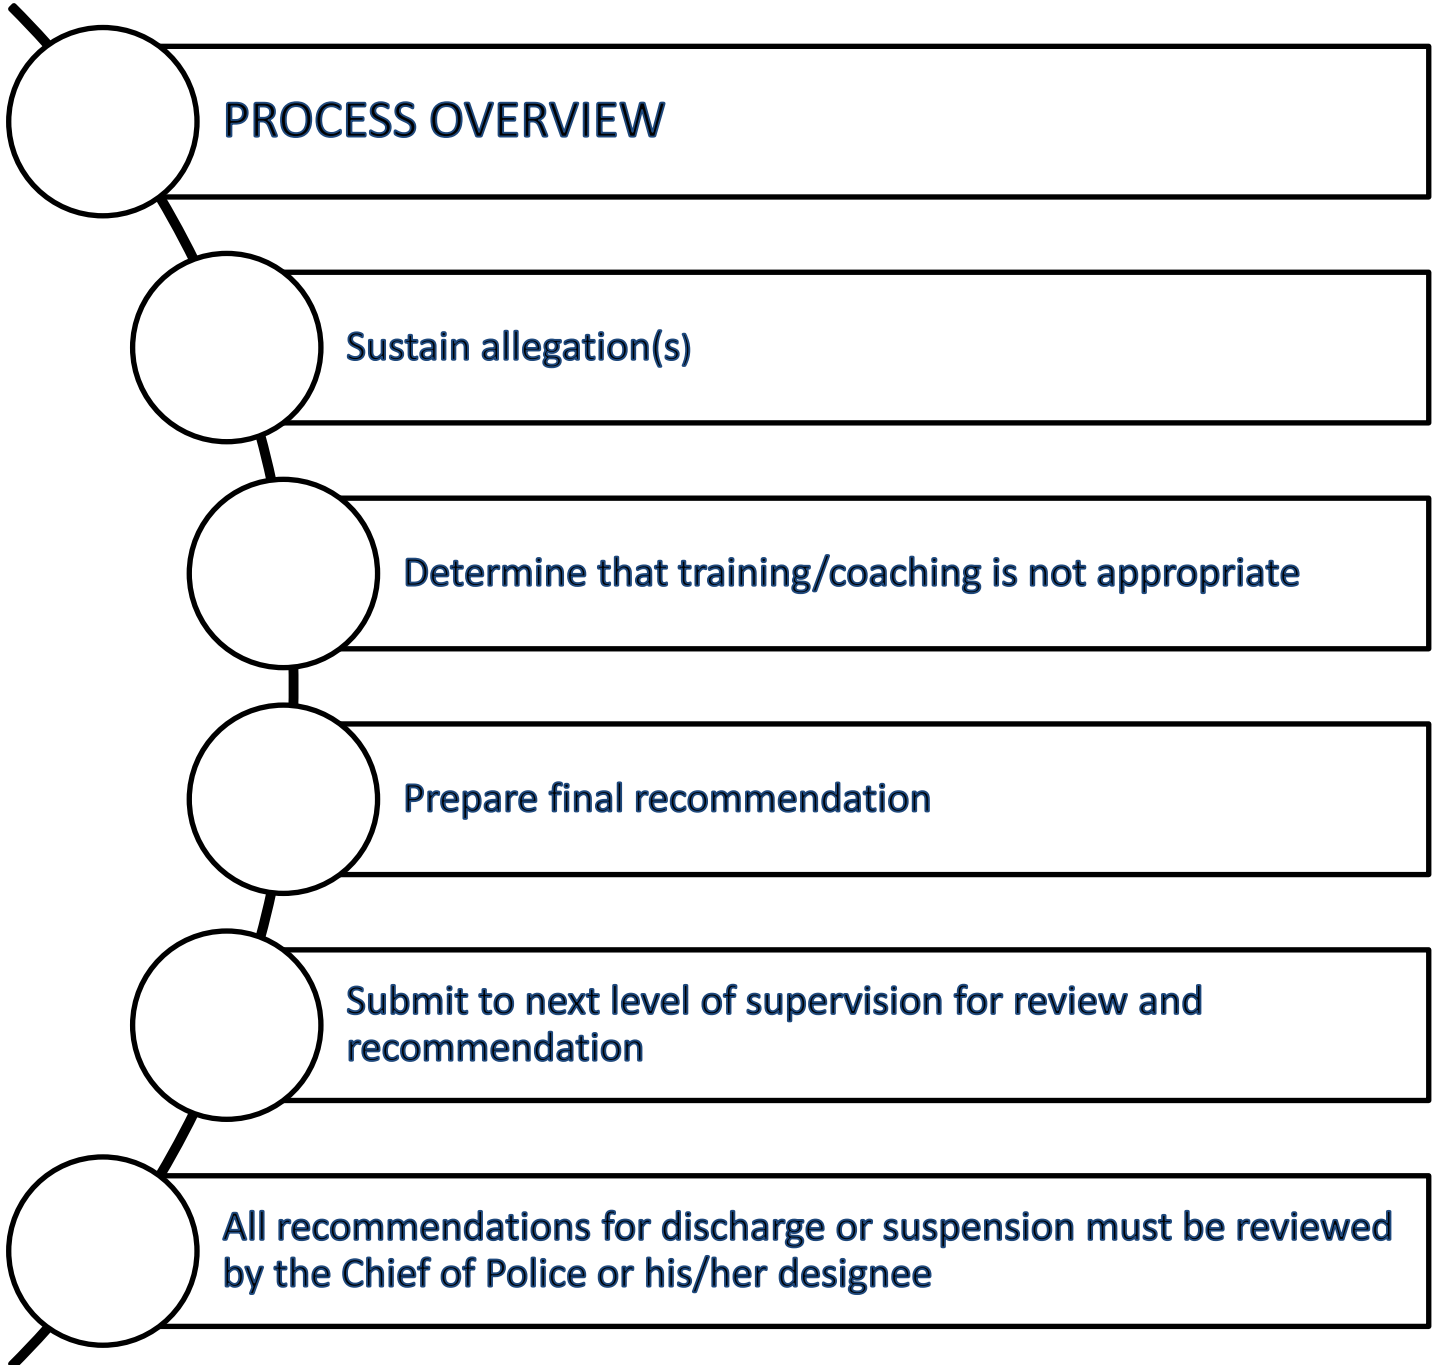 PROCESS OVERVIEW
Sustain allegation(s)
Determine that training/coaching is not appropriate
Prepare final recommendation
Submit to next level of supervision for review and
recommendation
All recommendations for discharge or suspension must be reviewed
by the Chief of Police or his/her designee